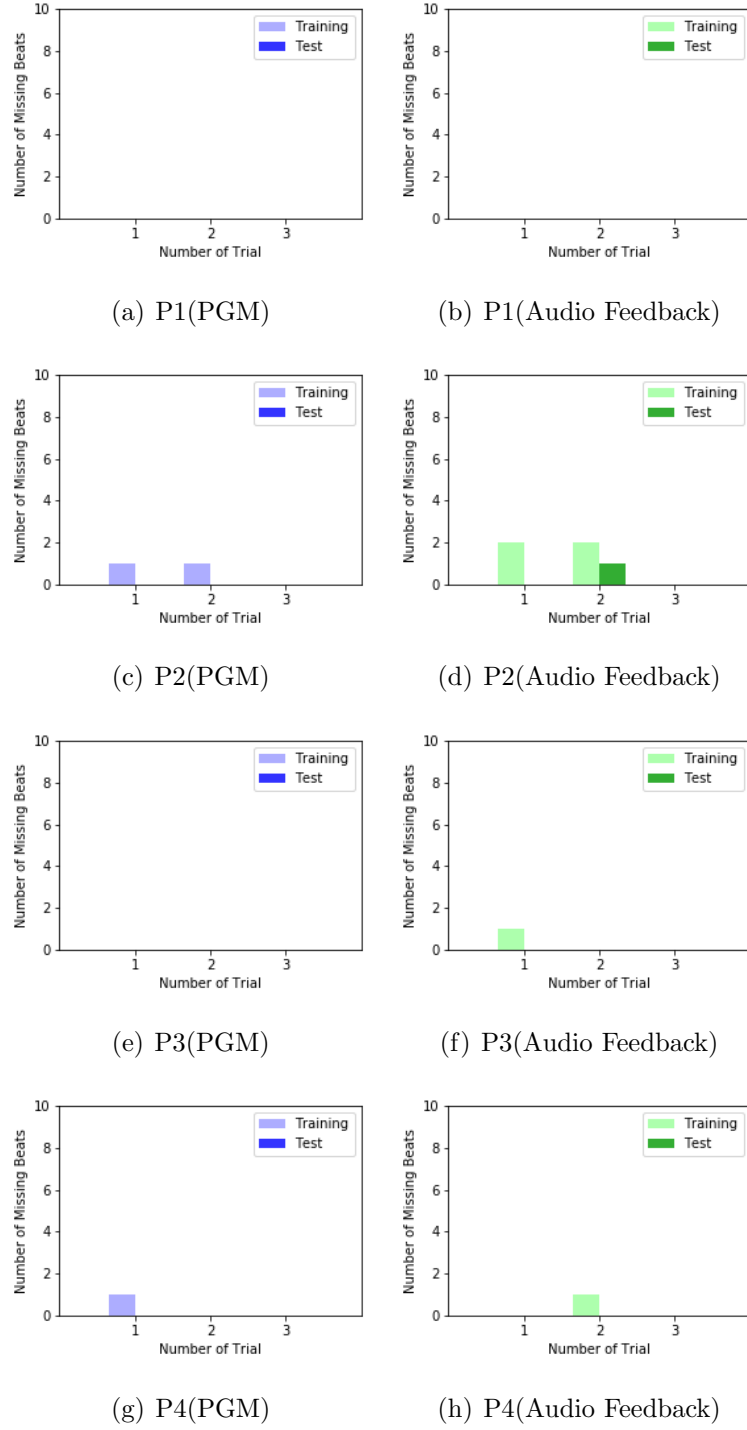 10
8
6
4
2
0
Number of Missing Beats
Training
Test
1 2 3
Number of Trial
(a) P1(PGM)
10
8
6
4
2
0
Number of Missing Beats
Training
Test
1 2 3
Number of Trial
(b) P1(Audio Feedback)
10
8
6
4
2
0
Number of Missing Beats
Training
Test
1 2 3
Number of Trial
(c) P2(PGM)
10
8
6
4
2
0
Number of Missing Beats
Training
Test
1 2 3
Number of Trial
(d) P2(Audio Feedback)
10
8
6
4
2
0
Number of Missing Beats
Training
Test
1 2 3
Number of Trial
(e) P3(PGM)
10
8
6
4
2
0
Number of Missing Beats
Training
Test
1 2 3
Number of Trial
(f) P3(Audio Feedback)
10
8
6
4
2
0
Number of Missing Beats
Training
Test
1 2 3
Number of Trial
(g) P4(PGM)
10
8
6
4
2
0
Number of Missing Beats
Training
Test
1 2 3
Number of Trial
(h) P4(Audio Feedback)